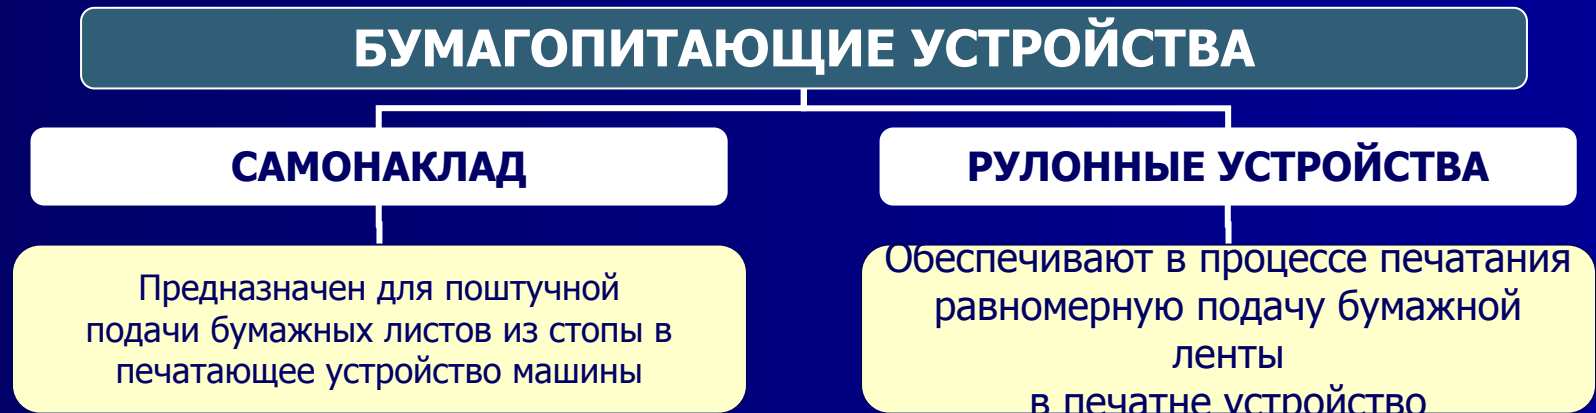 БУМАГОПИТАЮЩИЕ УСТРОЙСТВА
САМОНАКЛАД
РУЛОННЫЕ УСТРОЙСТВА
Предназначен для поштучной
подачи бумажных листов из стопы в
печатающее устройство машины
Обеспечивают в процессе печатания
равномерную подачу бумажной
ленты
в печатне устройство